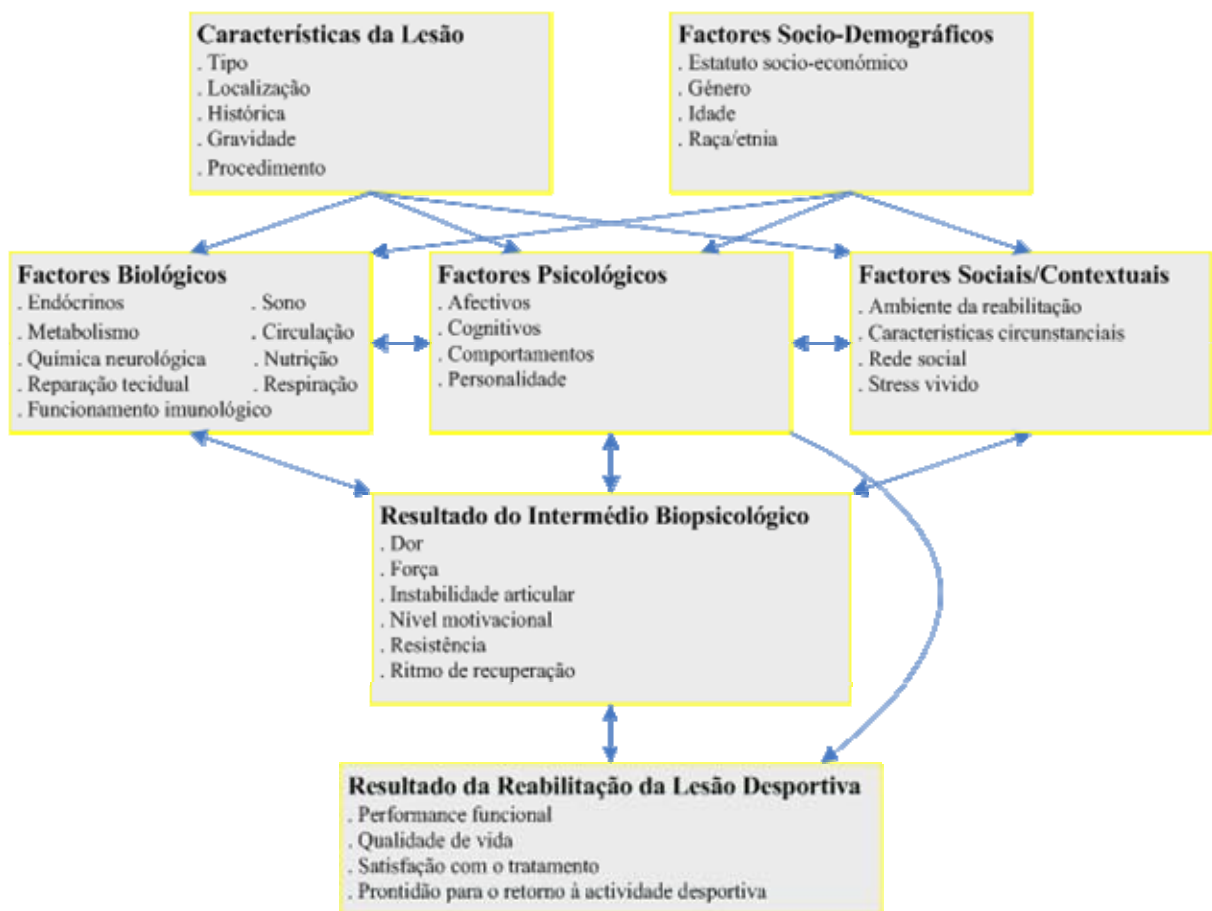 Características da Lesão
. Tipo
. Localização
. Histórica
. Gravidade
. Procedimento
Factores Socio-Demográficos
. Estatuto socio-económico
. Género
. Idade
. Raça/etnia
Factores Biológicos
. Endócrinos
. Sono
. Metabolismo
. Circulação
. Química neurológica
. Nutrição
. Reparação tecidual
. Respiração
. Funcionamento imunológico
Factores Psicológicos
. Afectivos
. Cognitivos
. Comportamentos
. Personalidade
Factores Sociais/Contextuais
. Ambiente da reabilitação
. Características circunstanciais
. Rede social
. Stress vivido
Resultado do Intermédio Biopsicológico
. Dor
. Força
. Instabilidade articular
. Nível motivacional
. Resistência
. Ritmo de recuperação
Resultado da Reabilitação da Lesão Desportiva
. Performance funcional
. Qualidade de vida
. Satisfação com o tratamento
. Prontidão para o retorno à actividade desportiva